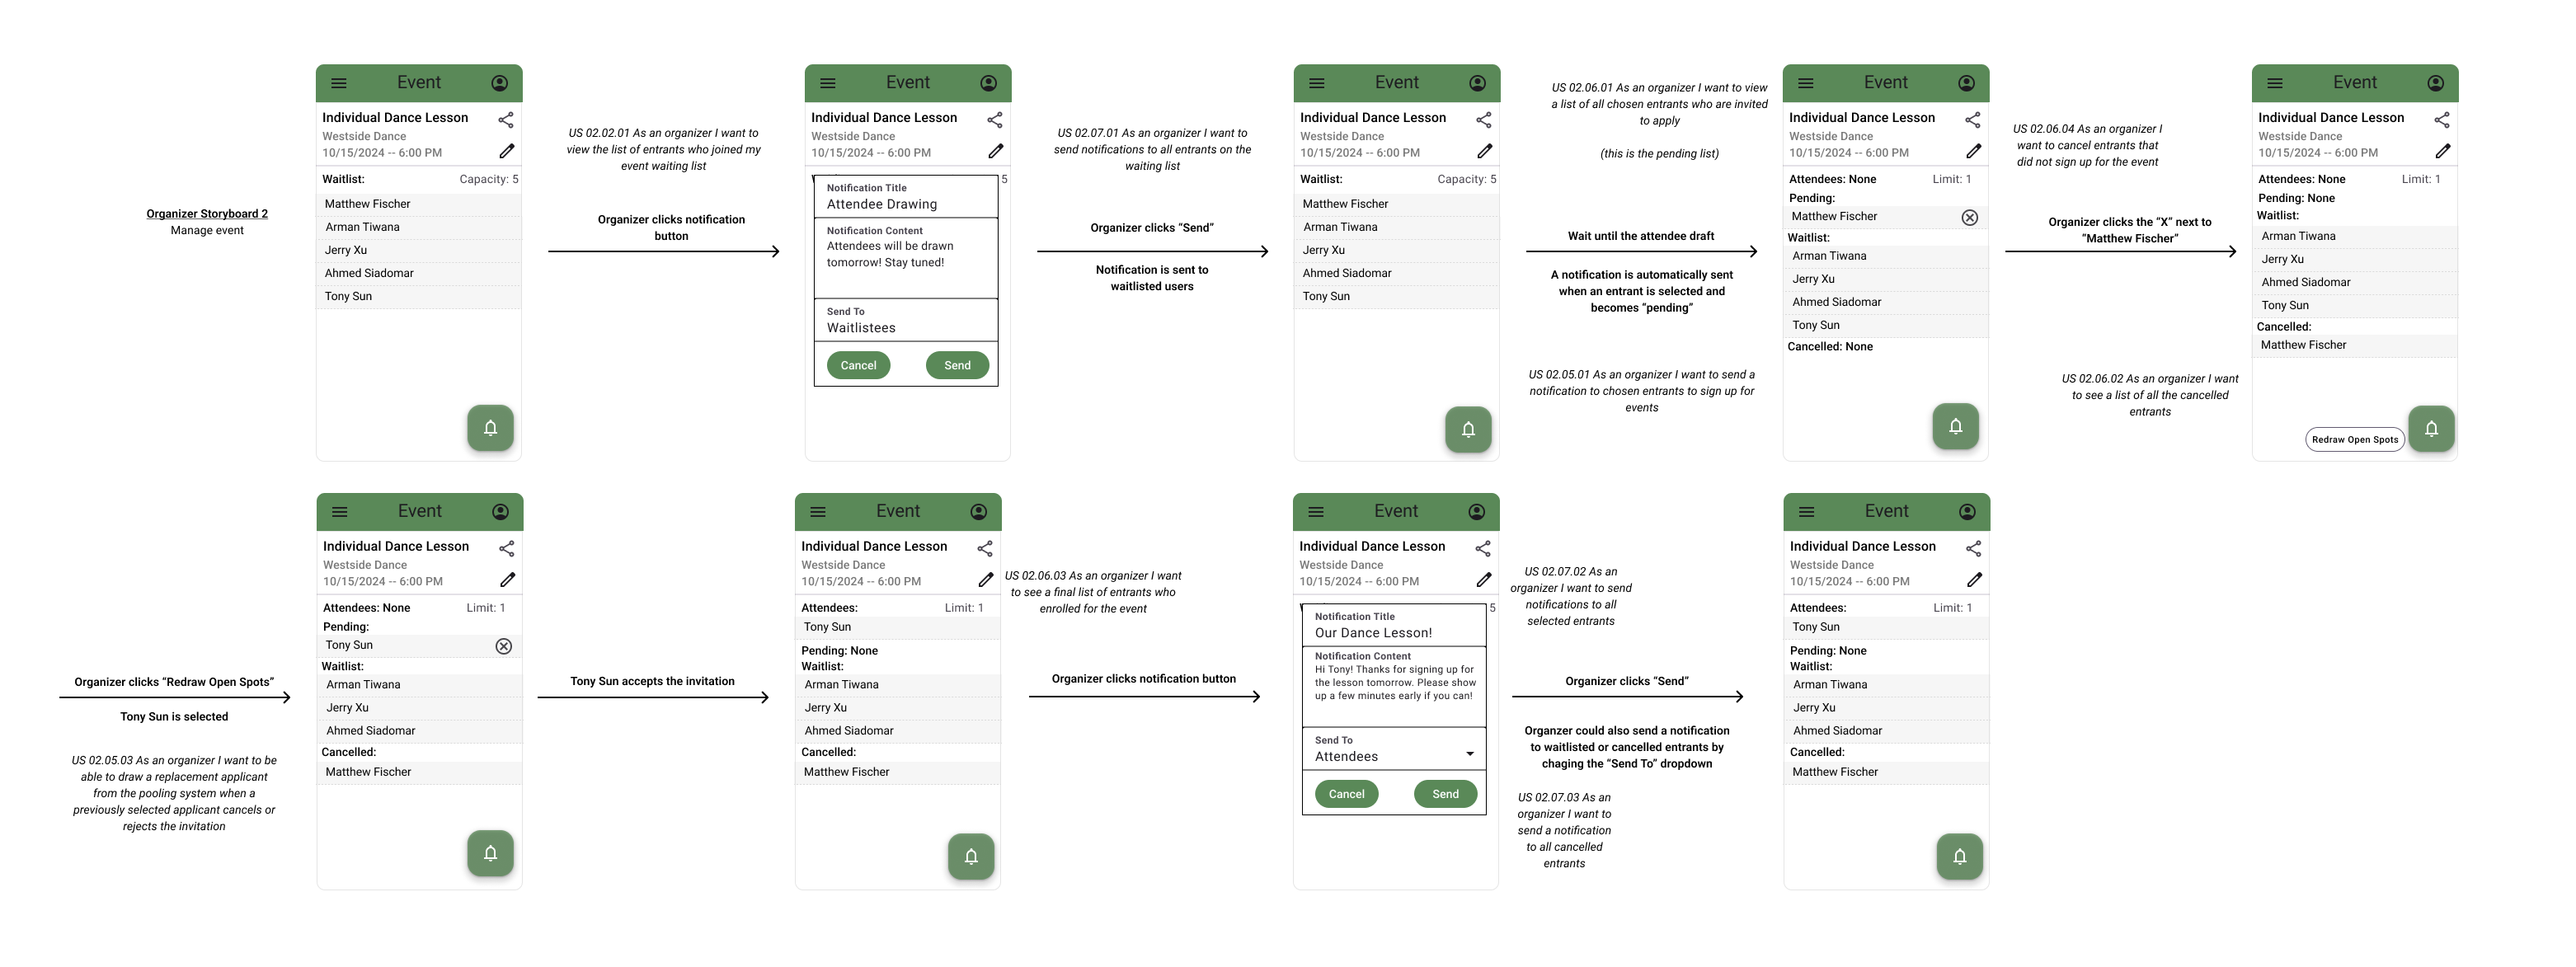 Organizer Storyboard 2
Manage event
Event
Individual Dance Lesson
Westside Dance
10/15/2024 -- 6:00 PM
Waitlist: Capacity: 5
Matthew Fischer
Arman Tiwana
Jerry Xu
Ahmed Siadomar
Tony Sun
US 02.02.01 As an organizer I want to
view the list of entrants who joined my
event waiting list
Organizer clicks notification
button
Event
Individual Dance Lesson
Westside Dance
10/15/2024 -- 6:00 PM
5
Notification Title
Attendee Drawing
Notification Content
Attendees will be drawn
tomorrow! Stay tuned!
Send To
Waitlistees
Cancel Send
US 02.07.01 As an organizer I want to
send notifications to all entrants on the
waiting list
Organizer clicks “Send”
Notification is sent to
waitlisted users
Event
Individual Dance Lesson
Westside Dance
10/15/2024 -- 6:00 PM
Waitlist: Capacity: 5
Matthew Fischer
Arman Tiwana
Jerry Xu
Ahmed Siadomar
Tony Sun
US 02.06.01 As an organizer I want to view
a list of all chosen entrants who are invited
to apply
(this is the pending list)
Wait until the attendee draft
A notification is automatically sent
when an entrant is selected and
becomes “pending”
US 02.05.01 As an organizer I want to send a
notification to chosen entrants to sign up for
events
Event
Individual Dance Lesson
Westside Dance
10/15/2024 -- 6:00 PM
Attendees: None Limit: 1
Pending:
Matthew Fischer
Waitlist:
Arman Tiwana
Jerry Xu
Ahmed Siadomar
Tony Sun
Cancelled: None
US 02.06.04 As an organizer I
want to cancel entrants that
did not sign up for the event
Organizer clicks the “X” next to
“Matthew Fischer”
US 02.06.02 As an organizer I want
to see a list of all the cancelled
entrants
Event
Individual Dance Lesson
Westside Dance
10/15/2024 -- 6:00 PM
Attendees: None Limit: 1
Pending: None
Waitlist:
Arman Tiwana
Jerry Xu
Ahmed Siadomar
Tony Sun
Cancelled:
Matthew Fischer
Redraw Open Spots
Organizer clicks “Redraw Open Spots”
Tony Sun is selected
US 02.05.03 As an organizer I want to be
able to draw a replacement applicant
from the pooling system when a
previously selected applicant cancels or
rejects the invitation
Event
Individual Dance Lesson
Westside Dance
10/15/2024 -- 6:00 PM
Attendees: None Limit: 1
Pending:
Tony Sun
Waitlist:
Arman Tiwana
Jerry Xu
Ahmed Siadomar
Cancelled:
Matthew Fischer
Tony Sun accepts the invitation
Event
Individual Dance Lesson
Westside Dance
10/15/2024 -- 6:00 PM
Attendees: Limit: 1
Tony Sun
Pending: None
Waitlist:
Arman Tiwana
Jerry Xu
Ahmed Siadomar
Cancelled:
Matthew Fischer
US 02.06.03 As an organizer I want
to see a final list of entrants who
enrolled for the event
Organizer clicks notification button
Event
Individual Dance Lesson
Westside Dance
10/15/2024 -- 6:00 PM
5
Notification Title
Our Dance Lesson!
Notification Content
Hi Tony! Thanks for signing up for
the lesson tomorrow. Please show
up a few minutes early if you can!
Send To
Attendees
Cancel Send
US 02.07.02 As an
organizer I want to send
notifications to all
selected entrants
Organizer clicks “Send”
Organzer could also send a notification
to waitlisted or cancelled entrants by
chaging the “Send To” dropdown
US 02.07.03 As an
organizer I want to
send a notification
to all cancelled
entrants
Event
Individual Dance Lesson
Westside Dance
10/15/2024 -- 6:00 PM
Attendees: Limit: 1
Tony Sun
Pending: None
Waitlist:
Arman Tiwana
Jerry Xu
Ahmed Siadomar
Cancelled:
Matthew Fischer